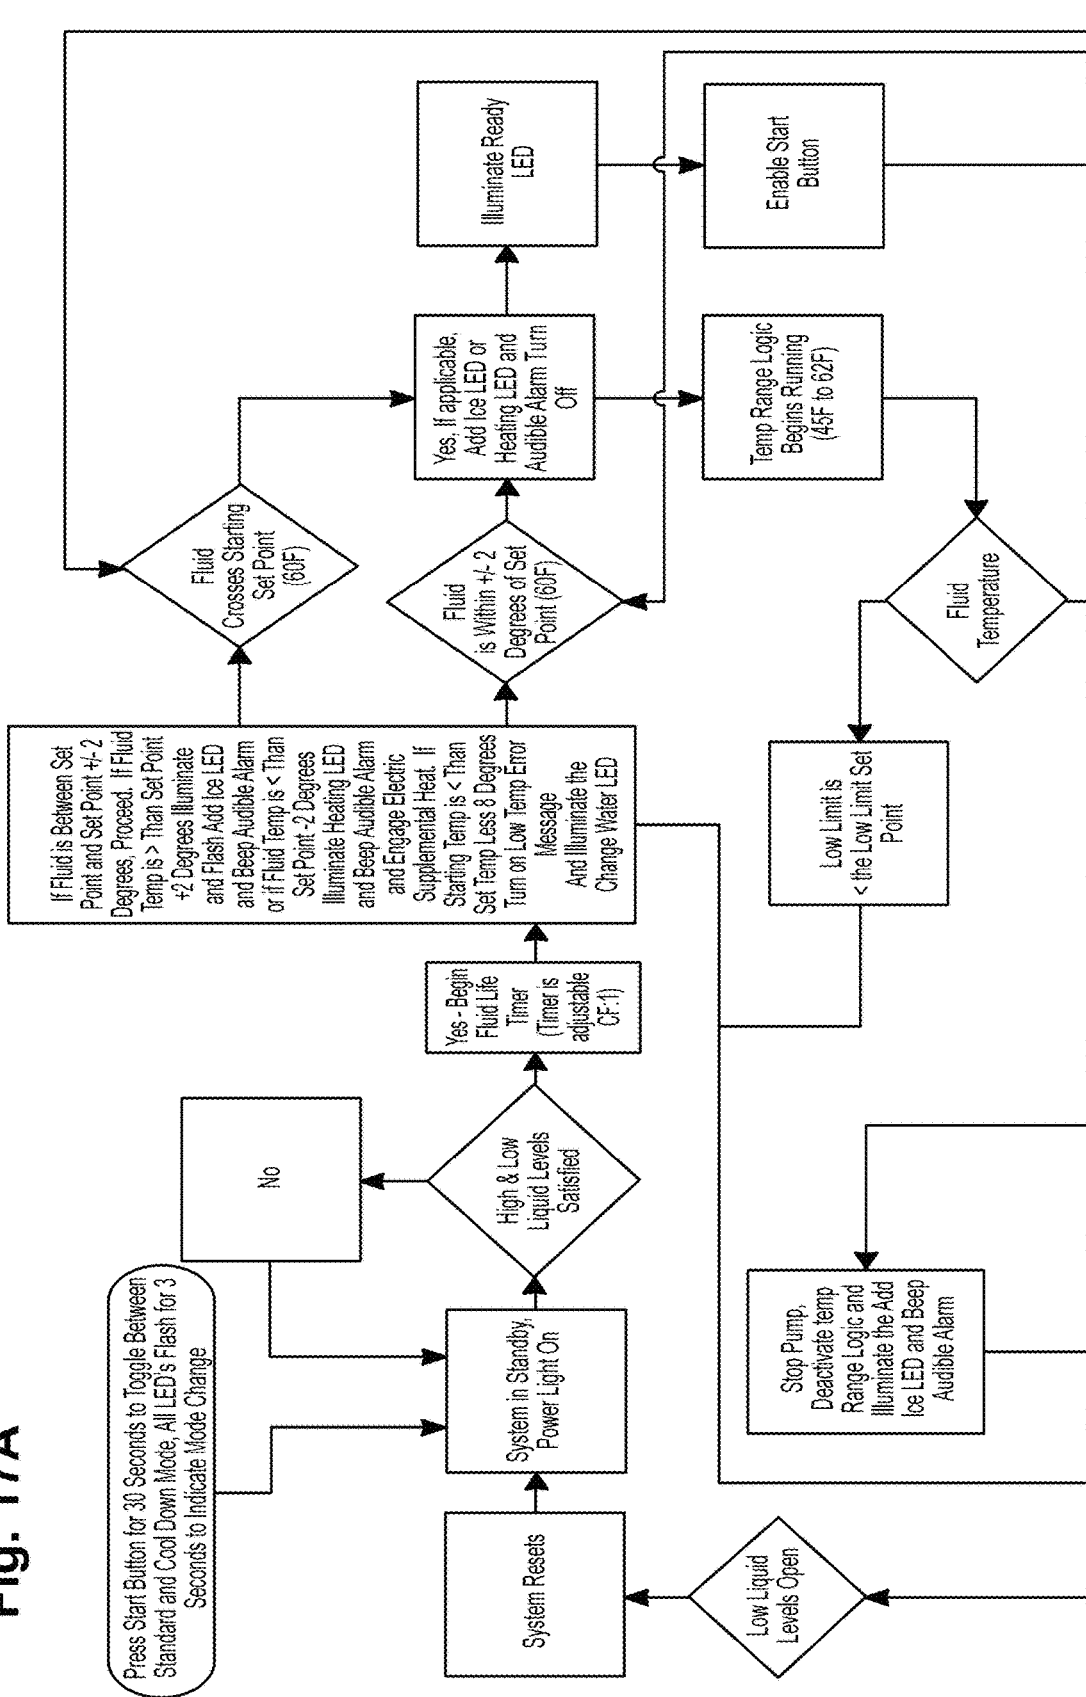 Fig. 17A
Press Start Button for 30 Seconds to Toggle Between
Standard and Cool Down Mode, All LED's Flash for 3
Seconds to Indicate Mode Change
No
System Resets
System in Standby,
Power Light On
High & Low
Liquid Levels
Satisfied
Yes - Begin
Fluid Life
Timer
(Timer is
adjustable
CF:1)
If Fluid is Between Set
Point and Set Point +/- 2
Degrees, Proceed. If Fluid
Temp is > Than Set Point
+2 Degrees Illuminate
and Flash Add Ice LED
and Beep Audible Alarm
or if Fluid Temp is < Than
Set Point -2 Degrees
Illuminate Heating LED
and Beep Audible Alarm
and Engage Electric
Supplemental Heat. If
Starting Temp is < Than
Set Temp Less 8 Degrees
Turn on Low Temp Error
Message
And Illuminate the
Change Water LED
Fluid
Crosses Starting
Set Point
(60F)
Fluid
is Within +/- 2
Degrees of Set
Point (60F)
Yes, If applicable,
Add Ice LED or
Heating LED and
Audible Alarm Turn
Off
Illuminate Ready
LED
Low Liquid
Levels Open
Stop Pump,
Deactivate temp
Range Logic and
Illuminate the Add
Ice LED and Beep
Audible Alarm
Low Limit is
< the Low Limit Set
Point
Fluid
Temperature
Temp Range Logic
Begins Running
(45F to 62F)
Enable Start
Button